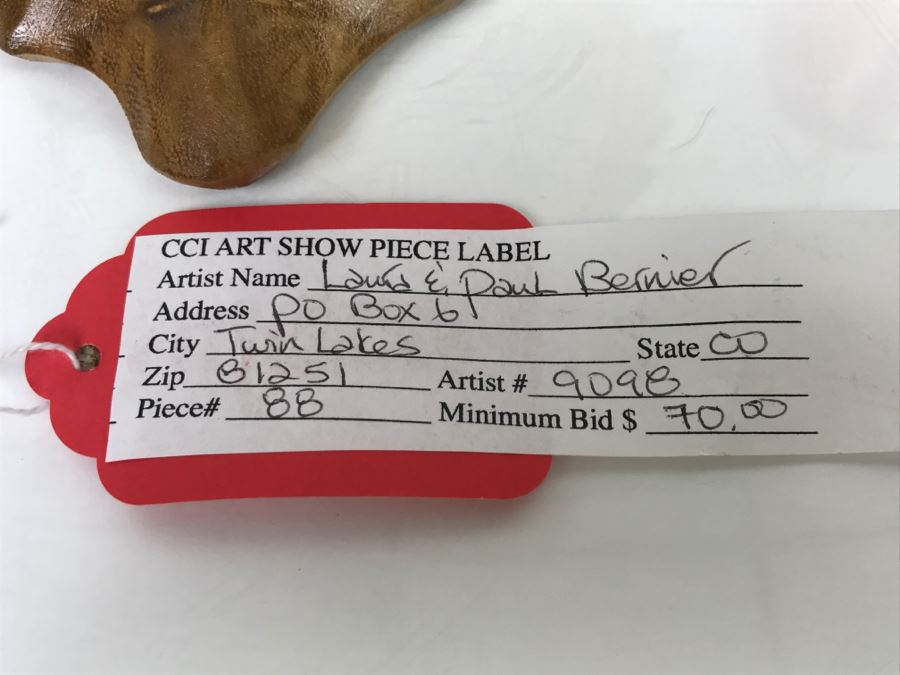 CCI ART SHOW PIECE LABEL
Artist Name Laura & Paul Bernier
Address PO Box 61
City Twin Lakes State CO
Zip 81251 Artist # 9098
Piece# 88 Minimum Bid $ 70.00